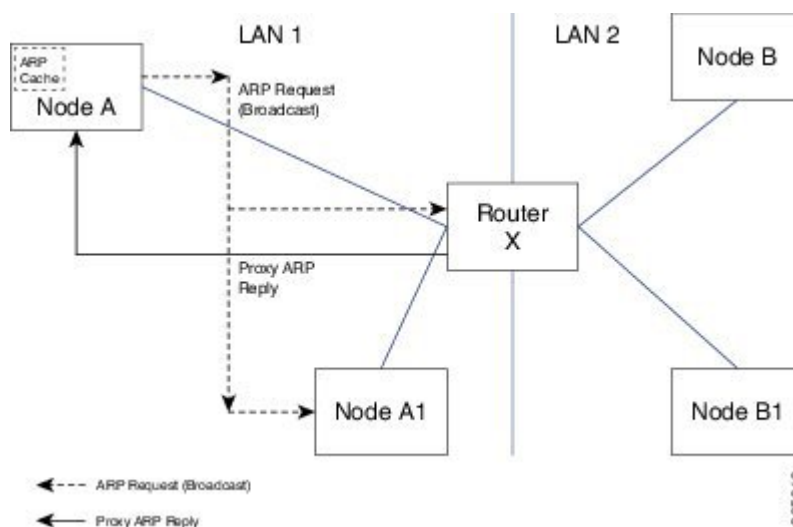 LAN 1
LAN 2
ARP
Cache
Node A
Node B
ARP Request
(Broadcast)
Router
X
Proxy ARP
Reply
Node A1
Node B1
ARP Request (Broadcast)
Proxy ARP Reply